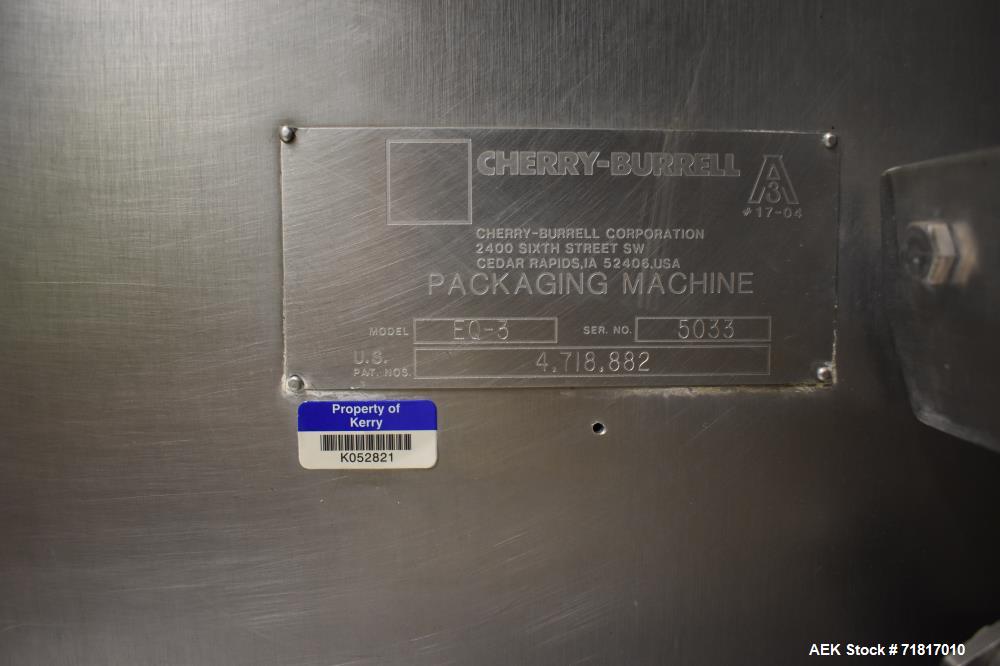 CHERRY-BURRELL
A
3
#17-04
CHERRY-BURRELL CORPORATION
2400 SIXTH STREET SW
CEDAR RAPIDS,IA 52406,USA
PACKAGING MACHINE
MODEL EQ-3 SER. NO. 5033
U.S.
PAT. NOS. 4,718,882
Property of
Kerry
K052821
AEK Stock #71817010